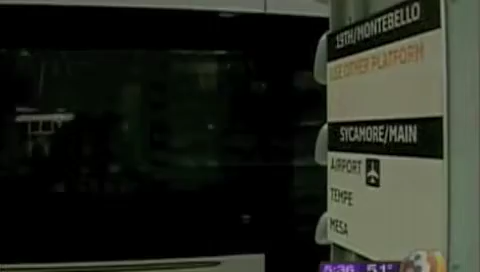 19TH/MONTEBELLO
USE OTHER PLATFORM
SYCAMORE/MAIN
AIRPORT
TEMPE
MESA
5:36 51°
3